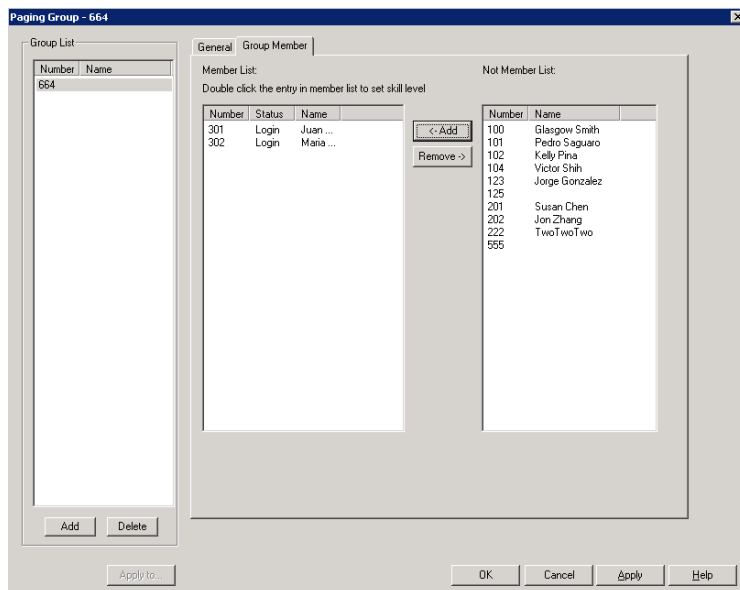 Paging Group - 664
Group List
Number Name
664
Add Delete
Apply to...
General Group Member
Member List:
Double click the entry in member list to set skill level
Number Status Name
301 Login Juan ...
302 Login Maria ...
<- Add
Remove ->
Not Member List:
Number Name
100 Glasgow Smith
101 Pedro Saguaro
102 Kelly Pina
104 Victor Shih
123 Jorge Gonzalez
125
201 Susan Chen
202 Jon Zhang
222 TwoTwoTwo
555
OK Cancel Apply Help